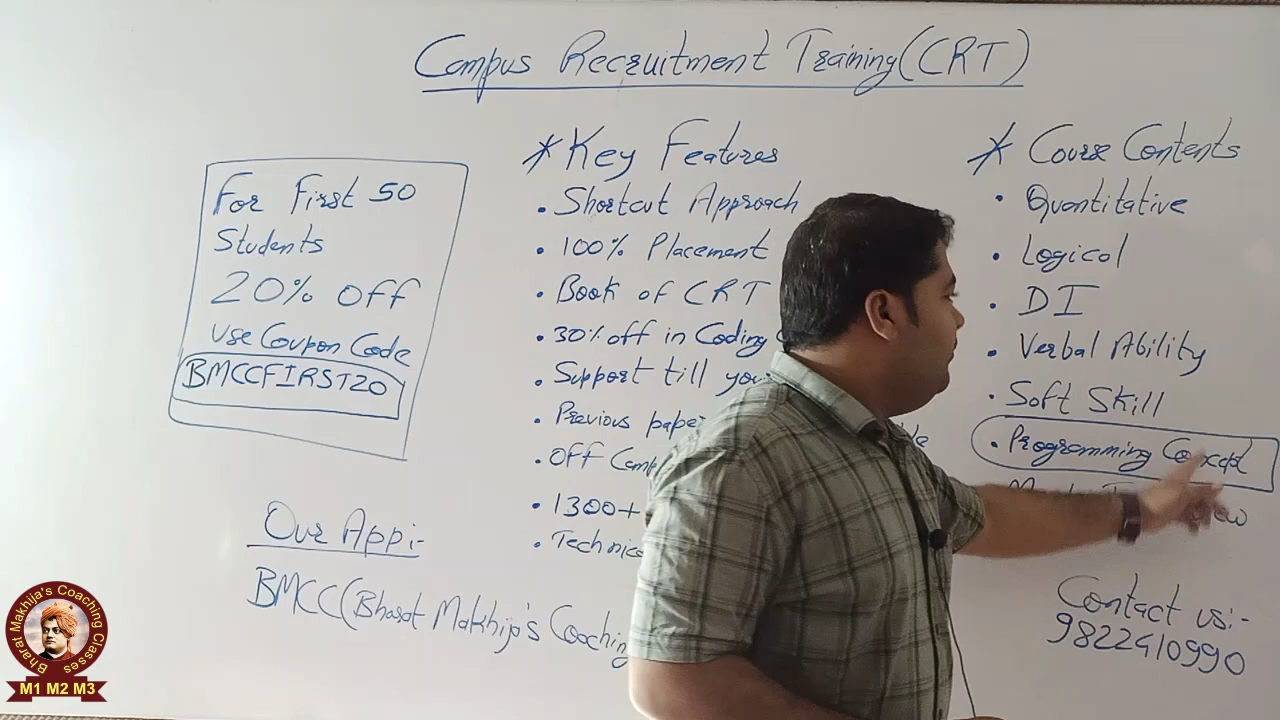 Campus Recruitment Training (CRT)
For First 50
Students
20% off
Use Coupon Code
BMCCFIRST20
Our App:-
BMCC (Bharat Makhija's Coaching
* Key Features
• Shortcut Approach
• 100% Placement
• Book of CRT
• 30% off in Coding
• Support till you
• Previous
• Off
• 1300+
•
* Course Contents
• Quantitative
• Logical
• DI
• Verbal Ability
• Soft Skill
• Programming Concept
Contact us:-
9822410990
Bharat Makhija's Coaching Classes
M1 M2 M3